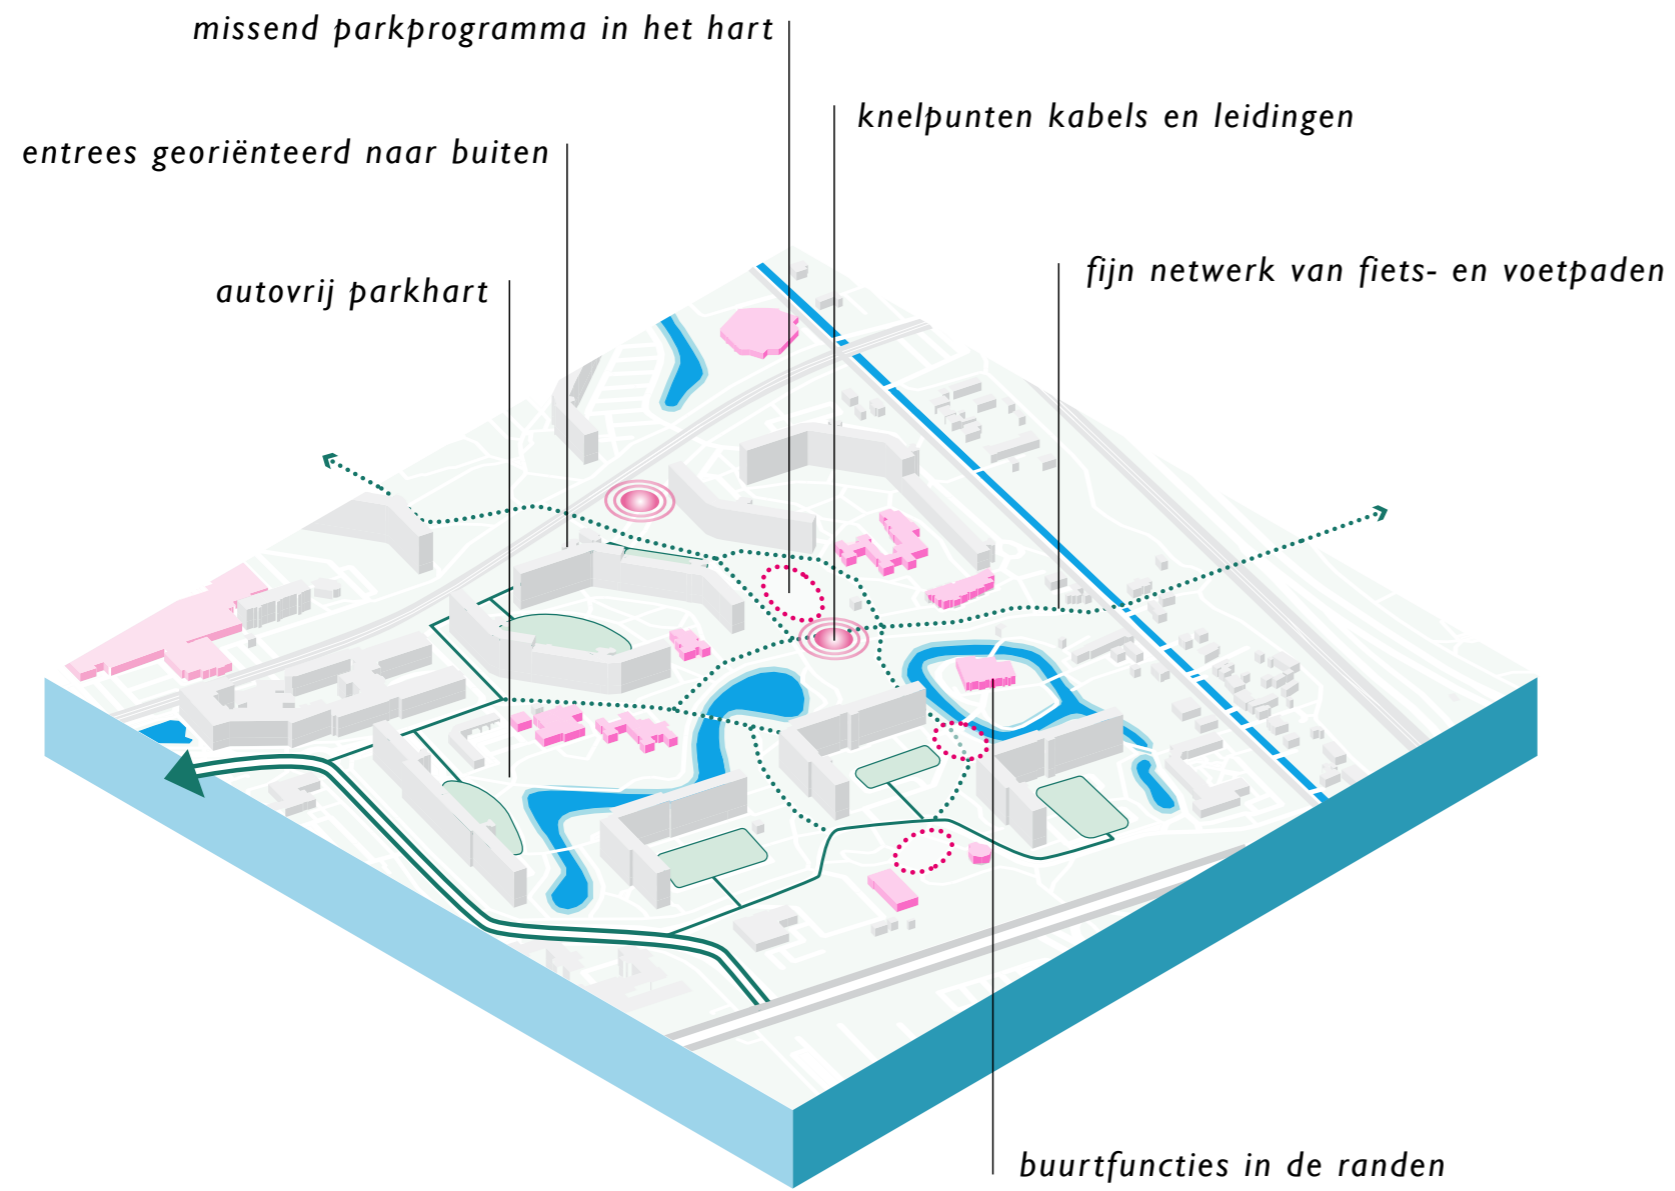 missend parkprogramma in het hart
knelpunten kabels en leidingen
entrees georiënteerd naar buiten
fijn netwerk van fiets- en voetpaden
autovrij parkhart
buurtfuncties in de randen